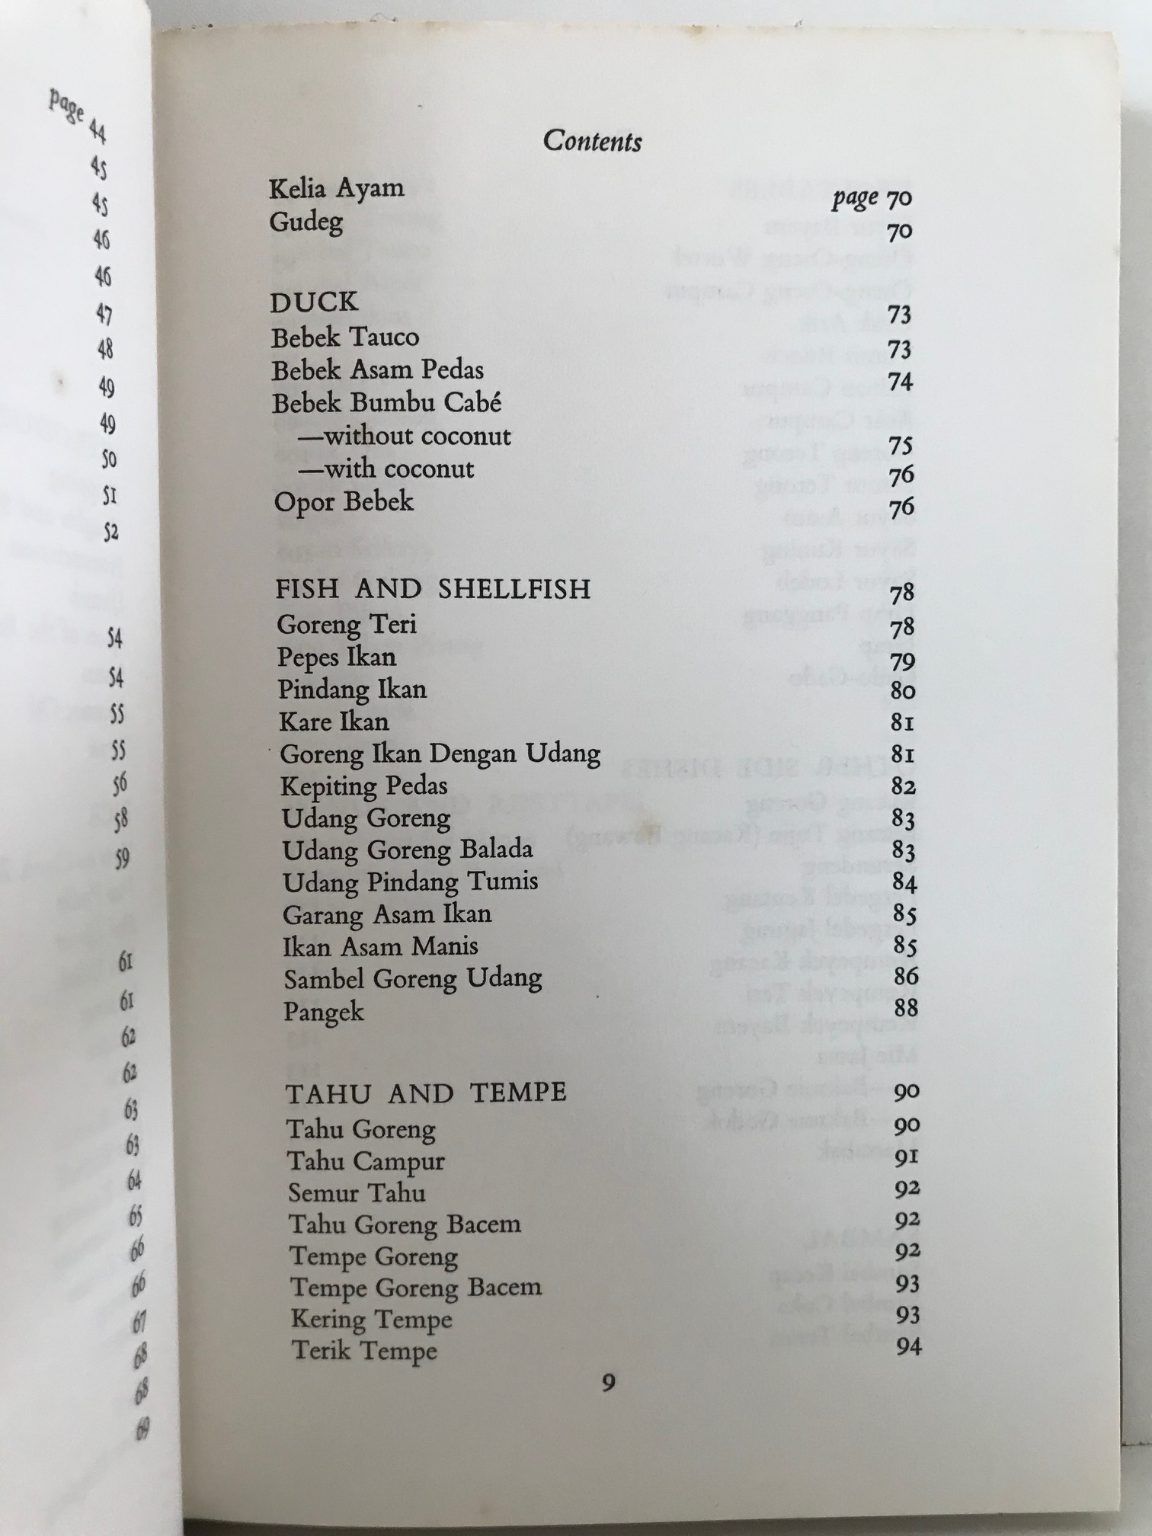 page 44
45
45
46
46
47
48
49
49
50
51
52
54
54
55
55
56
58
59
61
61
62
62
63
63
64
65
66
66
67
68
68
69
Contents
Kelia Ayam page 70
Gudeg 70
DUCK 73
Bebek Tauco 73
Bebek Asam Pedas 74
Bebek Bumbu Cabé
—without coconut 75
—with coconut 76
Opor Bebek 76
FISH AND SHELLFISH 78
Goreng Teri 78
Pepes Ikan 79
Pindang Ikan 80
Kare Ikan 81
Goreng Ikan Dengan Udang 81
Kepiting Pedas 82
Udang Goreng 83
Udang Goreng Balada 83
Udang Pindang Tumis 84
Garang Asam Ikan 85
Ikan Asam Manis 85
Sambel Goreng Udang 86
Pangek 88
TAHU AND TEMPE 90
Tahu Goreng 90
Tahu Campur 91
Semur Tahu 92
Tahu Goreng Bacem 92
Tempe Goreng 92
Tempe Goreng Bacem 93
Kering Tempe 93
Terik Tempe 94
9